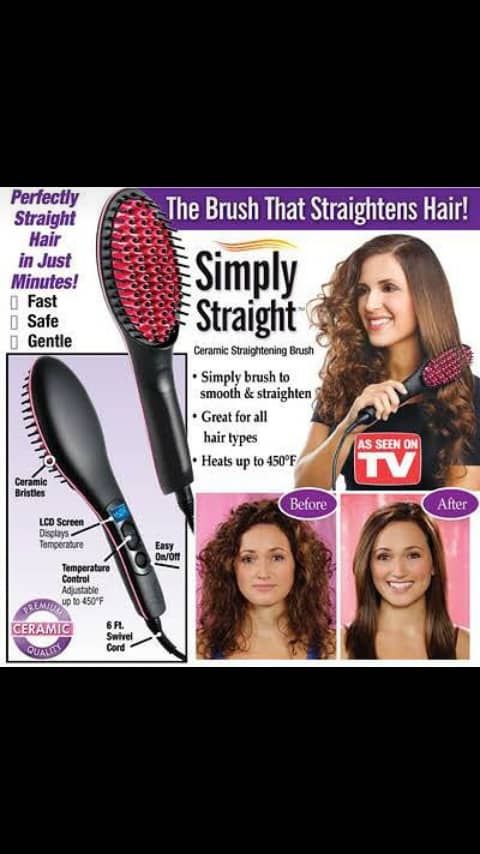 Perfectly
Straight
Hair
in Just
Minutes!
Fast
Safe
Gentle
The Brush That Straightens Hair!
Simply
Straight™
Ceramic Straightening Brush
• Simply brush to
smooth & straighten
• Great for all
hair types
• Heats up to 450°F
AS SEEN ON
TV
Ceramic
Bristles
LCD Screen
Displays
Temperature
Easy
On/Off
Temperature
Control
Adjustable
up to 450°F
6 Ft.
Swivel
Cord
PREMIUM
CERAMIC
QUALITY
Before
After